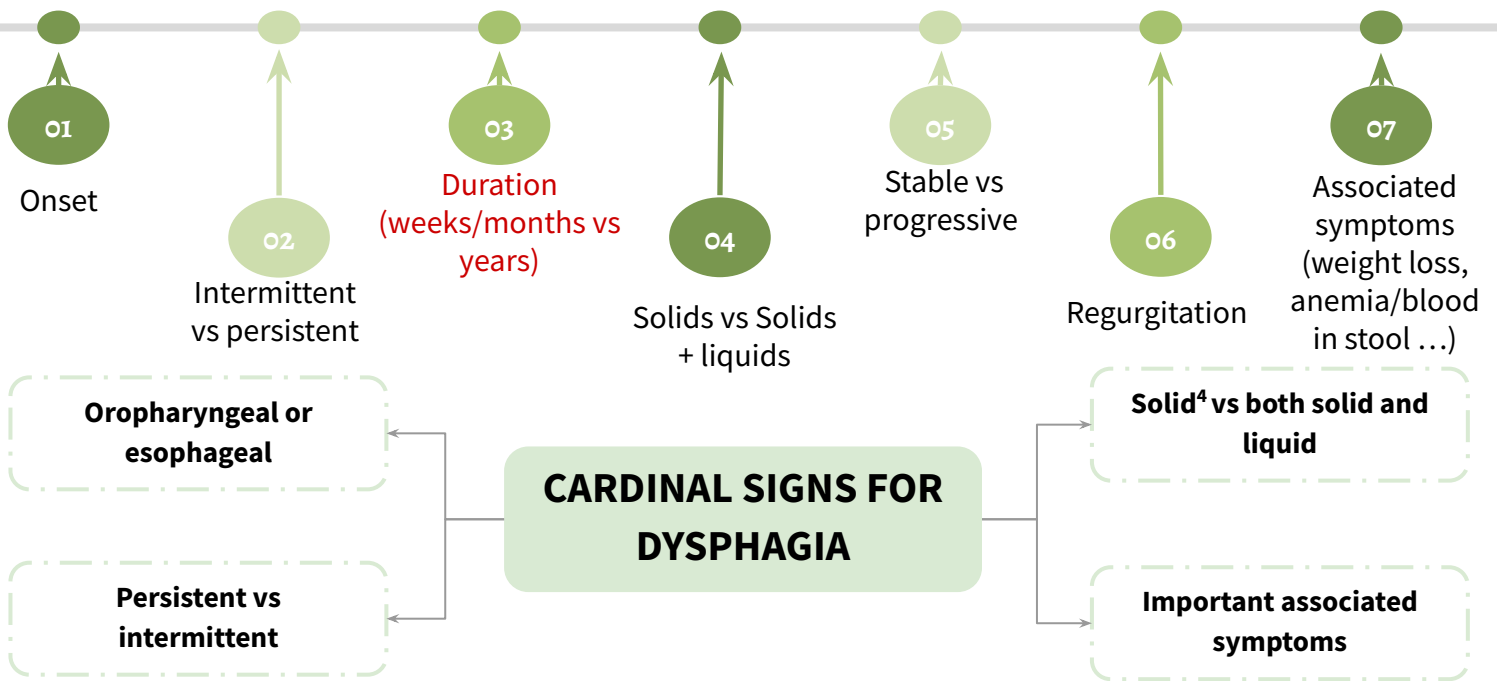 01
Onset
02
Intermittent
vs persistent
03
Duration
(weeks/months vs
years)
04
Solids vs Solids
+ liquids
05
Stable vs
progressive
06
Regurgitation
07
Associated
symptoms
(weight loss,
anemia/blood
in stool …)
Oropharyngeal or
esophageal
Persistent vs
intermittent
CARDINAL SIGNS FOR
DYSPHAGIA
Solid⁴ vs both solid and
liquid
Important associated
symptoms